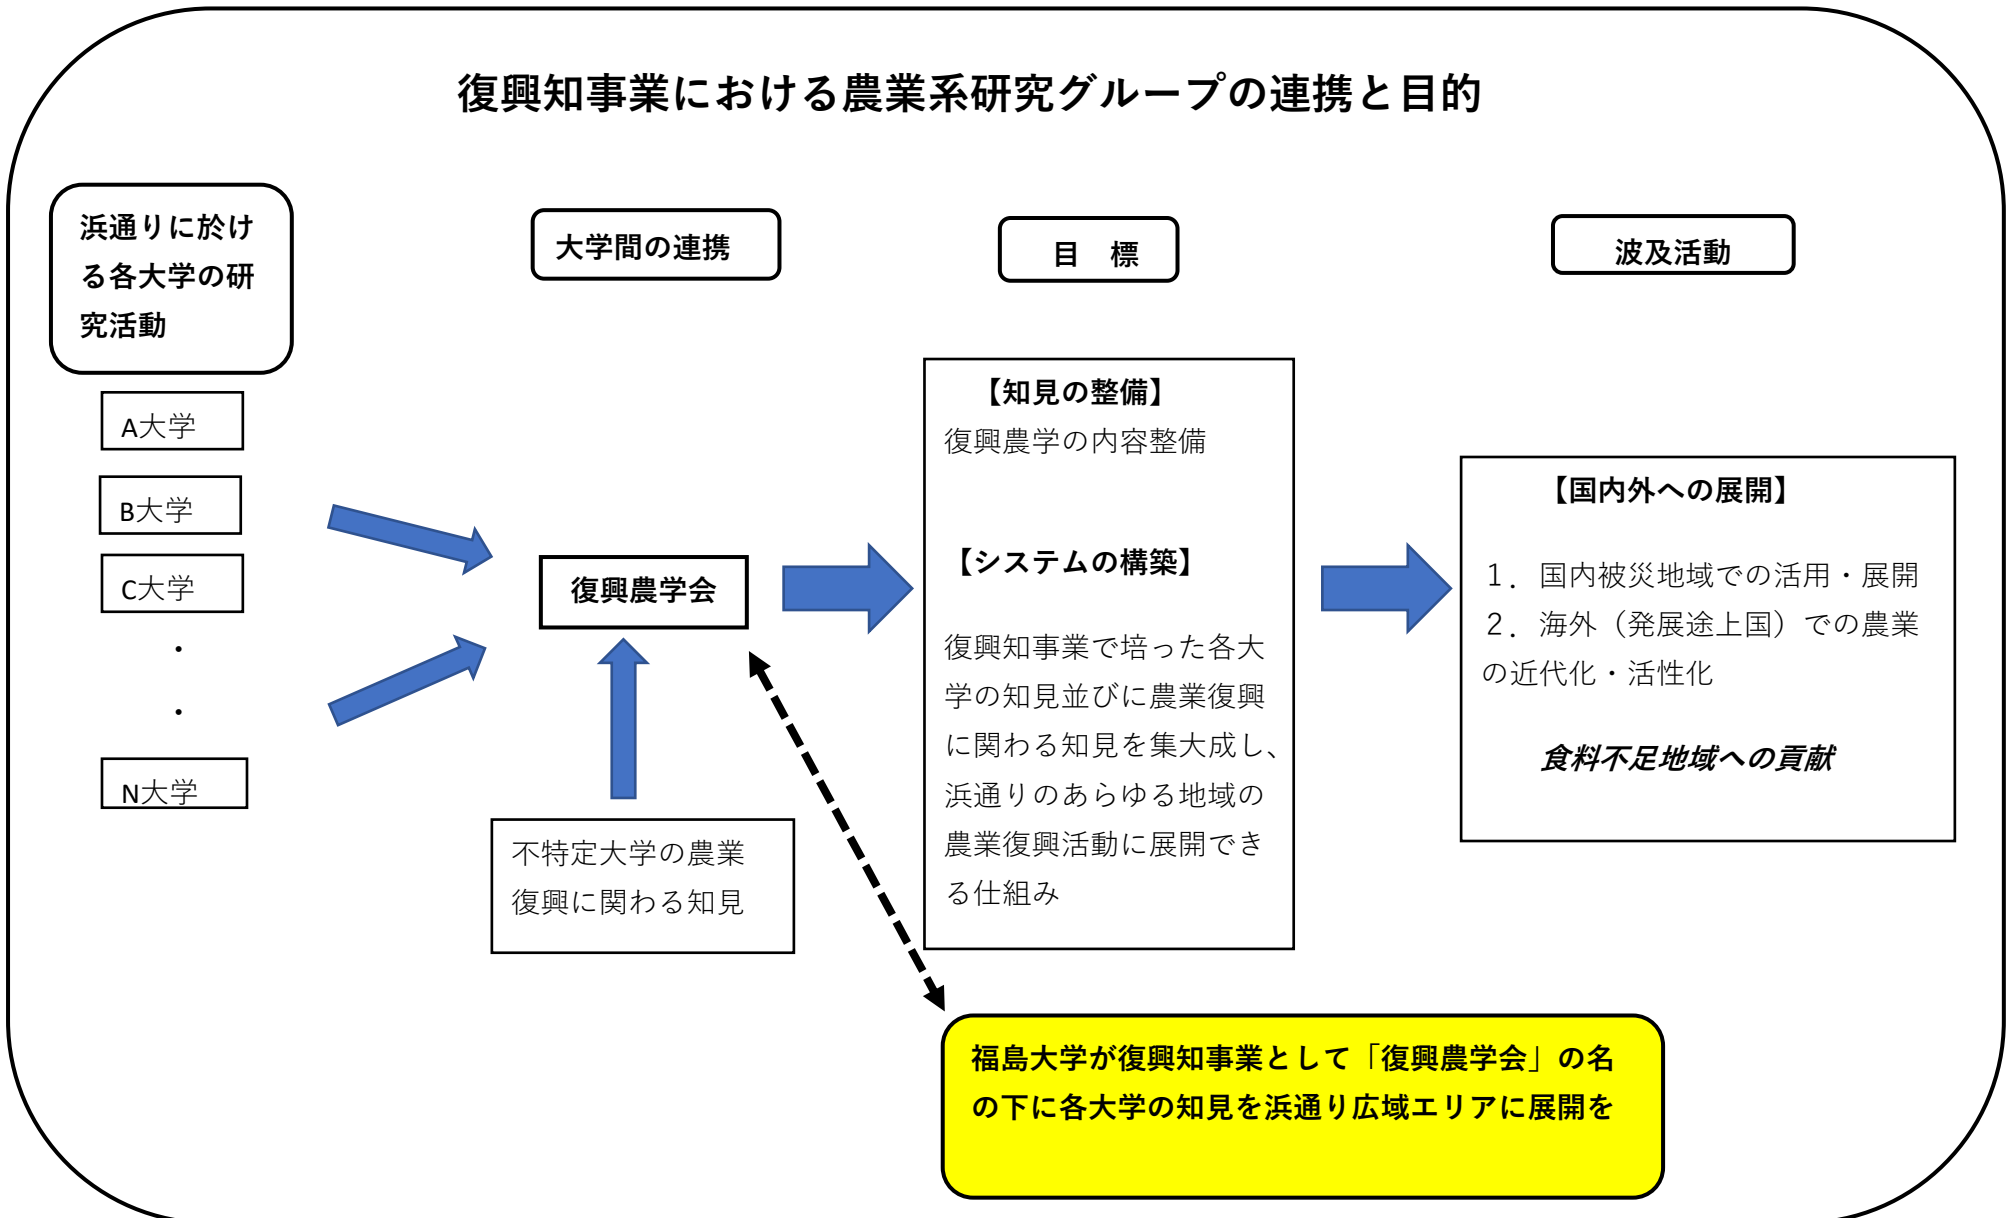 復興知事業における農業系研究グループの連携と目的
浜通りに於け
る各大学の研
究活動
大学間の連携
目　標
波及活動
A大学
B大学
C大学
・
・
N大学
復興農学会
不特定大学の農業
復興に関わる知見
【知見の整備】
復興農学の内容整備
【システムの構築】
復興知事業で培った各大
学の知見並びに農業復興
に関わる知見を集大成し、
浜通りのあらゆる地域の
農業復興活動に展開でき
る仕組み
【国内外への展開】
１．国内被災地域での活用・展開
２．海外（発展途上国）での農業
の近代化・活性化
食料不足地域への貢献
福島大学が復興知事業として「復興農学会」の名
の下に各大学の知見を浜通り広域エリアに展開を